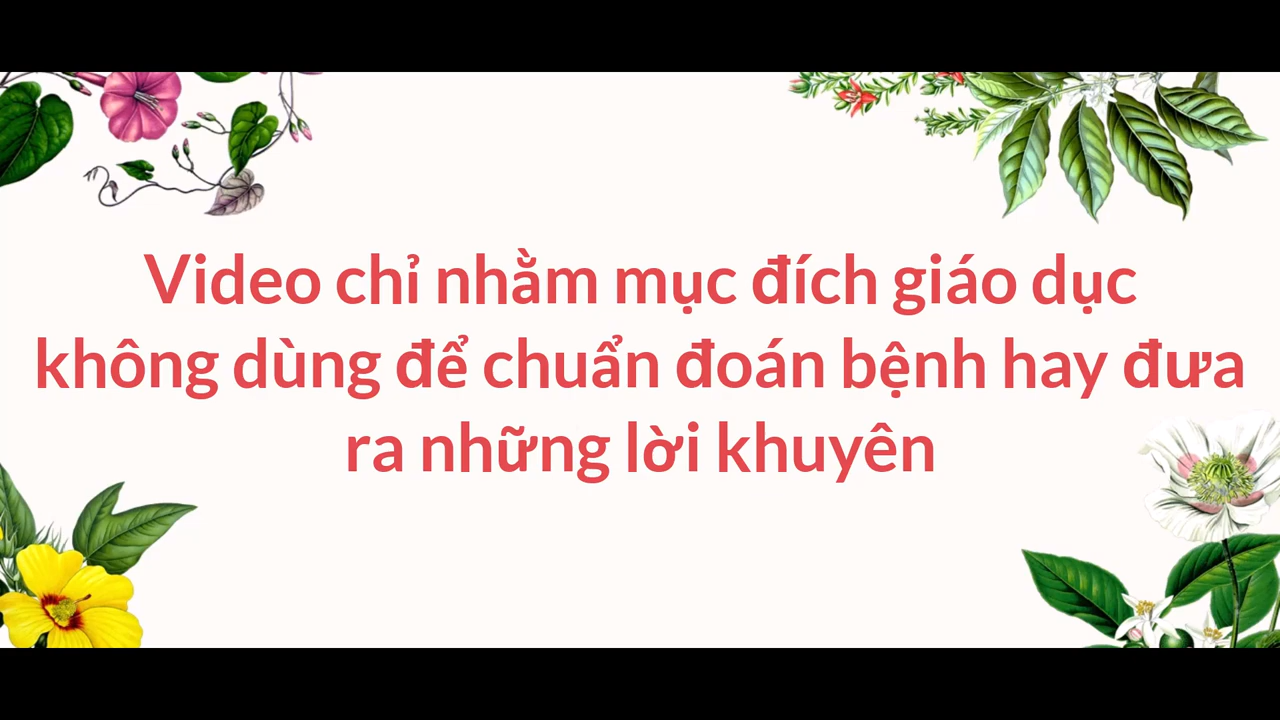 Video chỉ nhằm mục đích giáo dục
không dùng để chuẩn đoán bệnh hay đưa
ra những lời khuyên